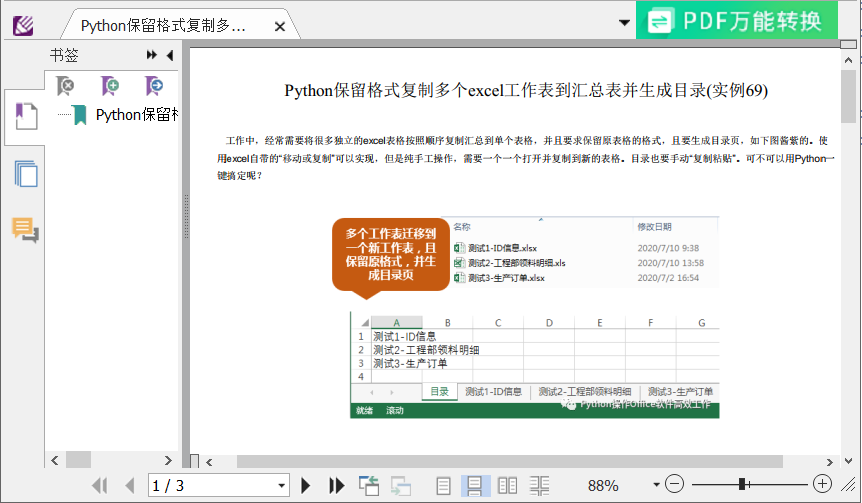 Python保留格式复制多...
PDF万能转换
书签
Python保留格
Python保留格式复制多个excel工作表到汇总表并生成目录(实例69)
工作中，经常需要将很多独立的excel表格按照顺序复制汇总到单个表格，并且要求保留原表格的格式，且要生成目录页，如下图酱紫的。使
用excel自带的“移动或复制”可以实现，但是纯手工操作，需要一个一个打开并复制到新的表格。目录也要手动“复制粘贴”。可不可以用Python一
键搞定呢？
多个工作表迁移到
一个新工作表，且
保留原格式，并生
成目录页
名称 修改日期
测试1-ID信息.xlsx 2020/7/10 9:38
测试2-工程部领料明细.xls 2020/7/10 13:58
测试3-生产订单.xlsx 2020/7/2 16:54
A B C D E F G
1 测试1-ID信息
2 测试2-工程部领料明细
3 测试3-生产订单
4
目录 测试1-ID信息 测试2-工程部领料明细 测试3-生产订单
就绪 滚动
Python操作Office软件高效工作
1 / 3
88%